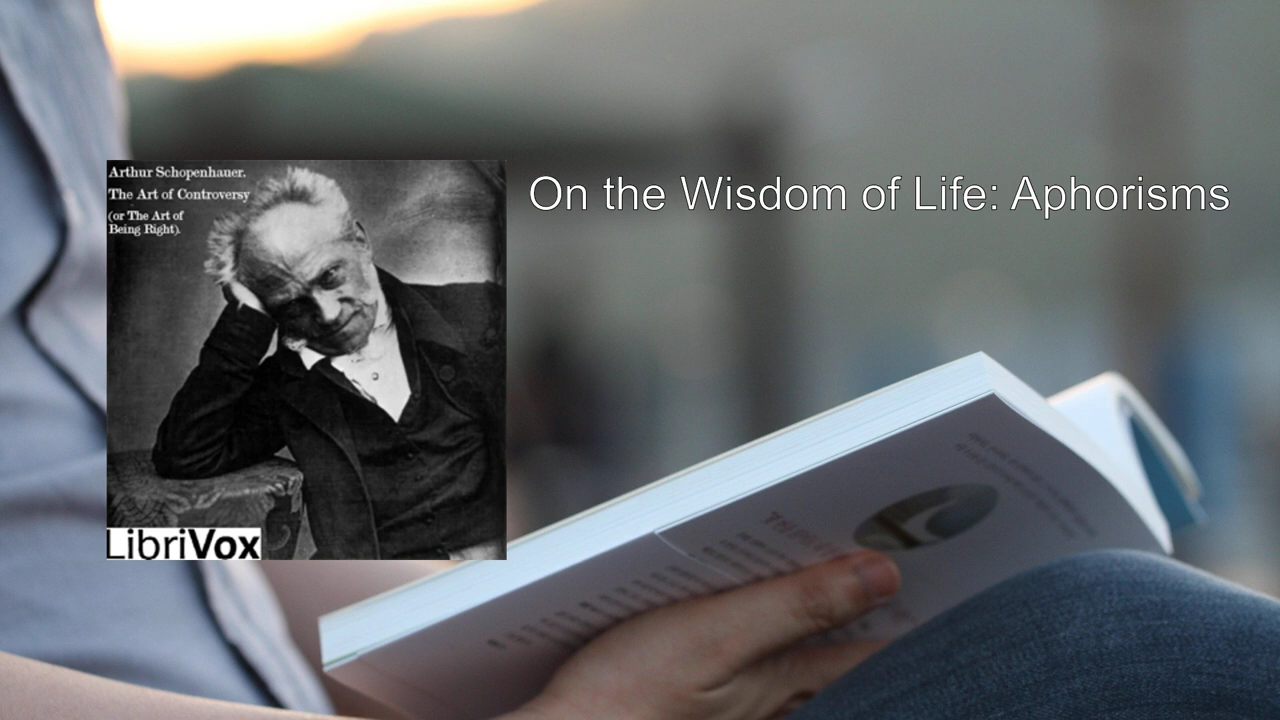 Arthur Schopenhauer.
The Art of Controversy
(or The Art of
Being Right).
LibriVox
On the Wisdom of Life: Aphorisms